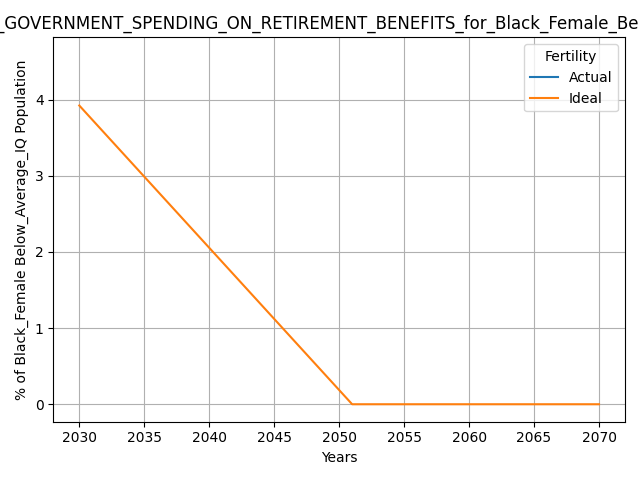 _GOVERNMENT_SPENDING_ON_RETIREMENT_BENEFITS_for_Black_Female_Be
Fertility
Actual
Ideal
% of Black_Female Below_Average_IQ Population
4
3
2
1
0
2030 2035 2040 2045 2050 2055 2060 2065 2070
Years